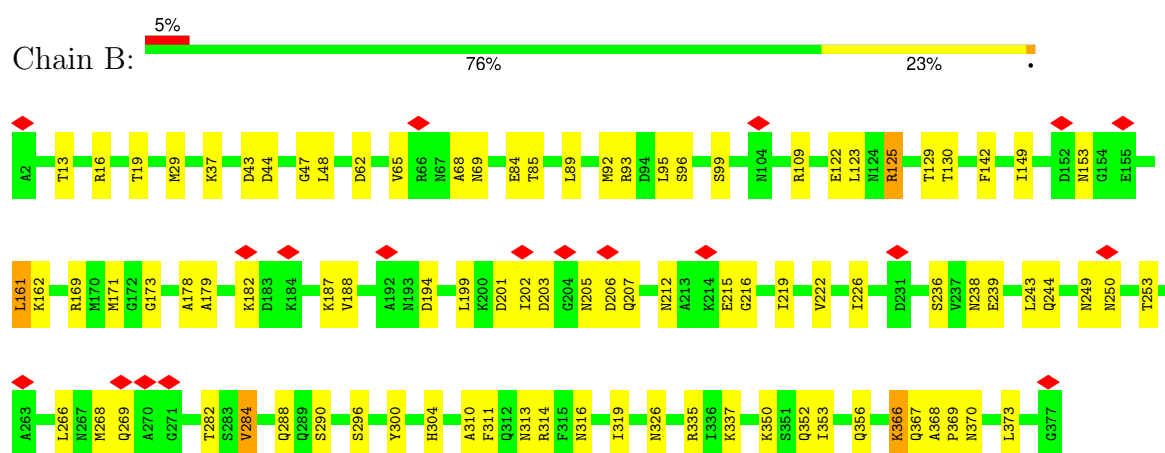 5%
Chain B:
76% 23% •
A2 T13 R16 T19 M29 K37 D43 D44 G47 L48 D62 V65 R66 N67 A68 N69 E84 T85 L89 M92 R93 D94 L95 S96 S99 N104 R109 E122 L123 N124 R125 T129 T130 F142 I149 D152 N153 G154 E155
L161 K162 R169 M170 M171 G172 G173 A178 A179 K182 D183 K184 K187 V188 A192 N193 D194 L199 K200 D201 I202 D203 G204 N205 D206 Q207 N212 A213 K214 E215 G216 I219 V222 I226 D231 S236 V237 N238 E239 L243 Q244 N249 N250 T253
A263 L266 N267 M268 Q269 A270 G271 T282 S283 V284 Q288 Q289 S290 S296 Y300 H304 A310 F311 Q312 N313 R314 F315 N316 I319 N326 R335 I336 K337 K350 S351 Q352 I353 Q356 K366 Q367 A368 P369 N370 L373 G377